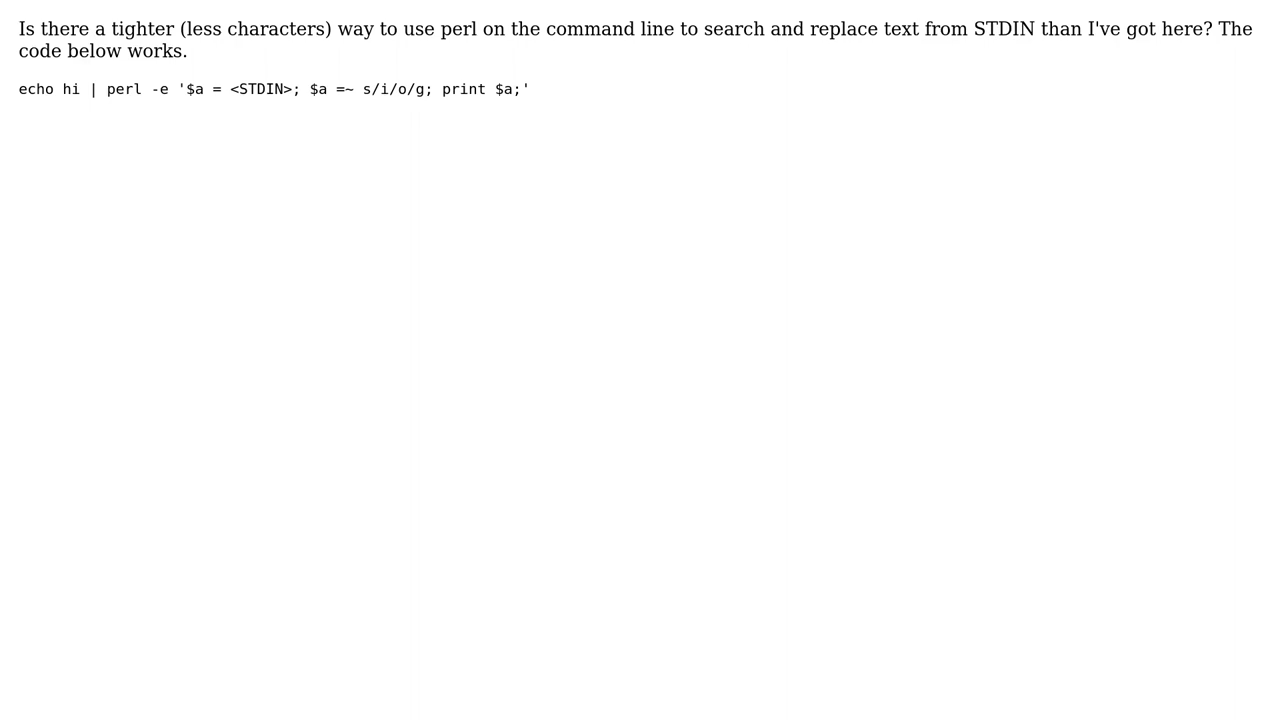 Is there a tighter (less characters) way to use perl on the command line to search and replace text from STDIN than I've got here? The
code below works.
echo hi | perl -e '$a = <STDIN>; $a =~ s/i/o/g; print $a;'